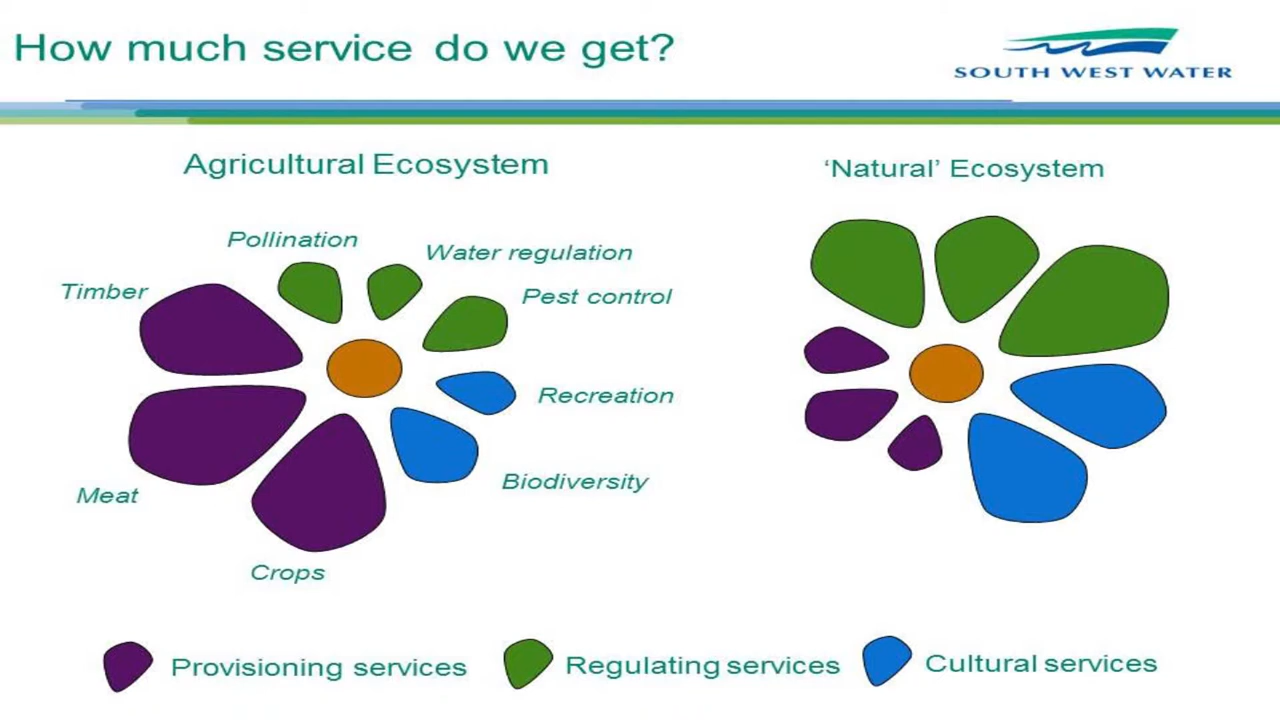 How much service do we get?
SOUTH WEST WATER
Agricultural Ecosystem
‘Natural’ Ecosystem
Pollination
Water regulation
Timber
Pest control
Recreation
Meat
Biodiversity
Crops
Provisioning services
Regulating services
Cultural services